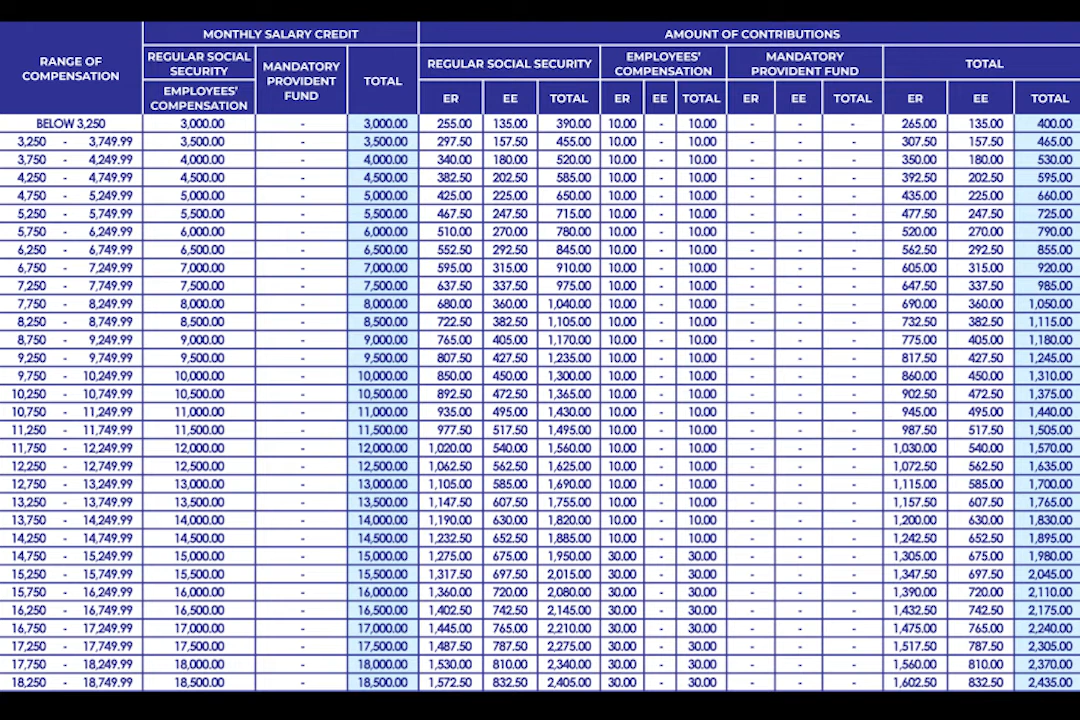 MONTHLY SALARY CREDIT AMOUNT OF CONTRIBUTIONS
RANGE OF COMPENSATION REGULAR SOCIAL SECURITY EMPLOYEES' COMPENSATION MANDATORY PROVIDENT FUND TOTAL REGULAR SOCIAL SECURITY EMPLOYEES' COMPENSATION MANDATORY PROVIDENT FUND TOTAL
ER EE TOTAL ER EE TOTAL ER EE TOTAL ER EE TOTAL
BELOW 3,250 3,000.00 - 3,000.00 255.00 135.00 390.00 10.00 - 10.00 - - - 265.00 135.00 400.00
3,250 - 3,749.99 3,500.00 - 3,500.00 297.50 157.50 455.00 10.00 - 10.00 - - - 307.50 157.50 465.00
3,750 - 4,249.99 4,000.00 - 4,000.00 340.00 180.00 520.00 10.00 - 10.00 - - - 350.00 180.00 530.00
4,250 - 4,749.99 4,500.00 - 4,500.00 382.50 202.50 585.00 10.00 - 10.00 - - - 392.50 202.50 595.00
4,750 - 5,249.99 5,000.00 - 5,000.00 425.00 225.00 650.00 10.00 - 10.00 - - - 435.00 225.00 660.00
5,250 - 5,749.99 5,500.00 - 5,500.00 467.50 247.50 715.00 10.00 - 10.00 - - - 477.50 247.50 725.00
5,750 - 6,249.99 6,000.00 - 6,000.00 510.00 270.00 780.00 10.00 - 10.00 - - - 520.00 270.00 790.00
6,250 - 6,749.99 6,500.00 - 6,500.00 552.50 292.50 845.00 10.00 - 10.00 - - - 562.50 292.50 855.00
6,750 - 7,249.99 7,000.00 - 7,000.00 595.00 315.00 910.00 10.00 - 10.00 - - - 605.00 315.00 920.00
7,250 - 7,749.99 7,500.00 - 7,500.00 637.50 337.50 975.00 10.00 - 10.00 - - - 647.50 337.50 985.00
7,750 - 8,249.99 8,000.00 - 8,000.00 680.00 360.00 1,040.00 10.00 - 10.00 - - - 690.00 360.00 1,050.00
8,250 - 8,749.99 8,500.00 - 8,500.00 722.50 382.50 1,105.00 10.00 - 10.00 - - - 732.50 382.50 1,115.00
8,750 - 9,249.99 9,000.00 - 9,000.00 765.00 405.00 1,170.00 10.00 - 10.00 - - - 775.00 405.00 1,180.00
9,250 - 9,749.99 9,500.00 - 9,500.00 807.50 427.50 1,235.00 10.00 - 10.00 - - - 817.50 427.50 1,245.00
9,750 - 10,249.99 10,000.00 - 10,000.00 850.00 450.00 1,300.00 10.00 - 10.00 - - - 860.00 450.00 1,310.00
10,250 - 10,749.99 10,500.00 - 10,500.00 892.50 472.50 1,365.00 10.00 - 10.00 - - - 902.50 472.50 1,375.00
10,750 - 11,249.99 11,000.00 - 11,000.00 935.00 495.00 1,430.00 10.00 - 10.00 - - - 945.00 495.00 1,440.00
11,250 - 11,749.99 11,500.00 - 11,500.00 977.50 517.50 1,495.00 10.00 - 10.00 - - - 987.50 517.50 1,505.00
11,750 - 12,249.99 12,000.00 - 12,000.00 1,020.00 540.00 1,560.00 10.00 - 10.00 - - - 1,030.00 540.00 1,570.00
12,250 - 12,749.99 12,500.00 - 12,500.00 1,062.50 562.50 1,625.00 10.00 - 10.00 - - - 1,072.50 562.50 1,635.00
12,750 - 13,249.99 13,000.00 - 13,000.00 1,105.00 585.00 1,690.00 10.00 - 10.00 - - - 1,115.00 585.00 1,700.00
13,250 - 13,749.99 13,500.00 - 13,500.00 1,147.50 607.50 1,755.00 10.00 - 10.00 - - - 1,157.50 607.50 1,765.00
13,750 - 14,249.99 14,000.00 - 14,000.00 1,190.00 630.00 1,820.00 10.00 - 10.00 - - - 1,200.00 630.00 1,830.00
14,250 - 14,749.99 14,500.00 - 14,500.00 1,232.50 652.50 1,885.00 10.00 - 10.00 - - - 1,242.50 652.50 1,895.00
14,750 - 15,249.99 15,000.00 - 15,000.00 1,275.00 675.00 1,950.00 30.00 - 30.00 - - - 1,305.00 675.00 1,980.00
15,250 - 15,749.99 15,500.00 - 15,500.00 1,317.50 697.50 2,015.00 30.00 - 30.00 - - - 1,347.50 697.50 2,045.00
15,750 - 16,249.99 16,000.00 - 16,000.00 1,360.00 720.00 2,080.00 30.00 - 30.00 - - - 1,390.00 720.00 2,110.00
16,250 - 16,749.99 16,500.00 - 16,500.00 1,402.50 742.50 2,145.00 30.00 - 30.00 - - - 1,432.50 742.50 2,175.00
16,750 - 17,249.99 17,000.00 - 17,000.00 1,445.00 765.00 2,210.00 30.00 - 30.00 - - - 1,475.00 765.00 2,240.00
17,250 - 17,749.99 17,500.00 - 17,500.00 1,487.50 787.50 2,275.00 30.00 - 30.00 - - - 1,517.50 787.50 2,305.00
17,750 - 18,249.99 18,000.00 - 18,000.00 1,530.00 810.00 2,340.00 30.00 - 30.00 - - - 1,560.00 810.00 2,370.00
18,250 - 18,749.99 18,500.00 - 18,500.00 1,572.50 832.50 2,405.00 30.00 - 30.00 - - - 1,602.50 832.50 2,435.00